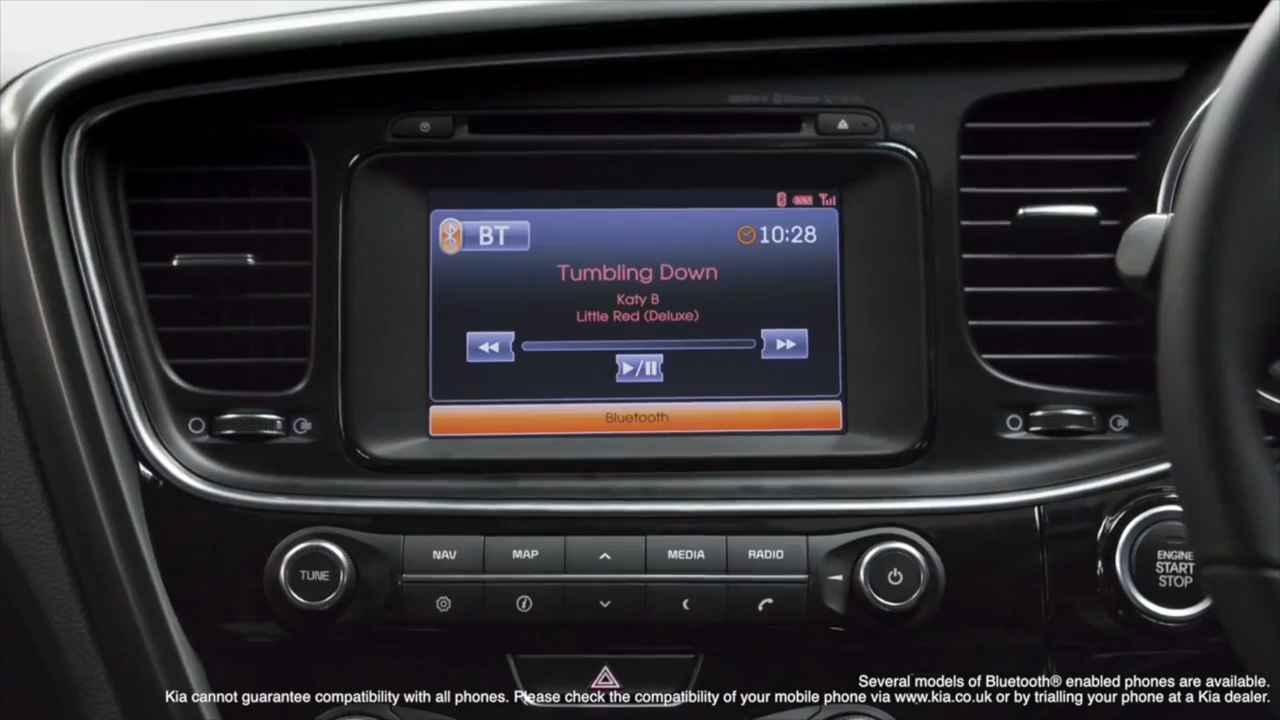 BT
10:28
Tumbling Down
Katy B
Little Red (Deluxe)
Bluetooth
TUNE
NAV
MAP
MEDIA
RADIO
ENGINE
START
STOP
Several models of Bluetooth® enabled phones are available.
Kia cannot guarantee compatibility with all phones. Please check the compatibility of your mobile phone via www.kia.co.uk or by trialling your phone at a Kia dealer.